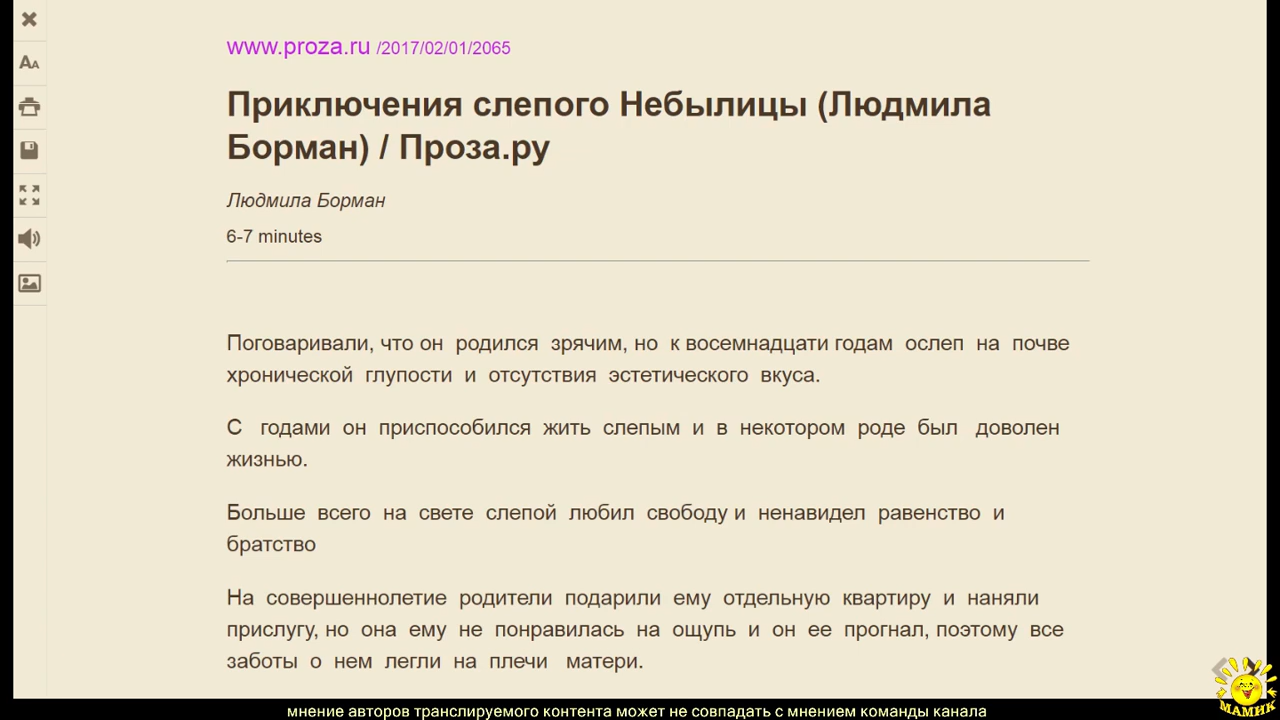 www.proza.ru /2017/02/01/2065
Приключения слепого Небылицы (Людмила
Борман) / Проза.ру
Людмила Борман
6-7 minutes
Поговаривали, что он родился зрячим, но к восемнадцати годам ослеп на почве
хронической глупости и отсутствия эстетического вкуса.
С годами он приспособился жить слепым и в некотором роде был доволен
жизнью.
Больше всего на свете слепой любил свободу и ненавидел равенство и
братство
На совершеннолетие родители подарили ему отдельную квартиру и наняли
прислугу, но она ему не понравилась на ощупь и он ее прогнал, поэтому все
заботы о нем легли на плечи матери.
МАМИК
мнение авторов транслируемого контента может не совпадать с мнением команды канала